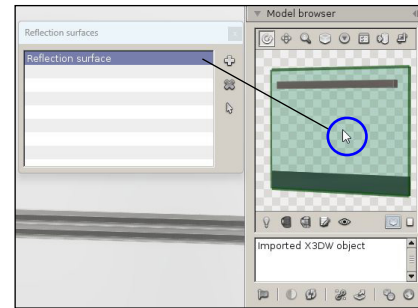 Reflection surfaces
Model browser
Reflection surface
Imported X3DW object